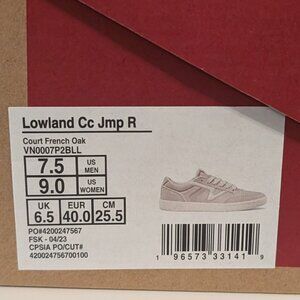 Lowland Cc Jmp R
Court French Oak
VN0007P2BLL
7.5 US MEN
9.0 US WOMEN
UK EUR CM
6.5 40.0 25.5
PO#4200247567
FSK - 04/23
CPSIA PO/CUT#
420024756700100
1 96573 33141 9